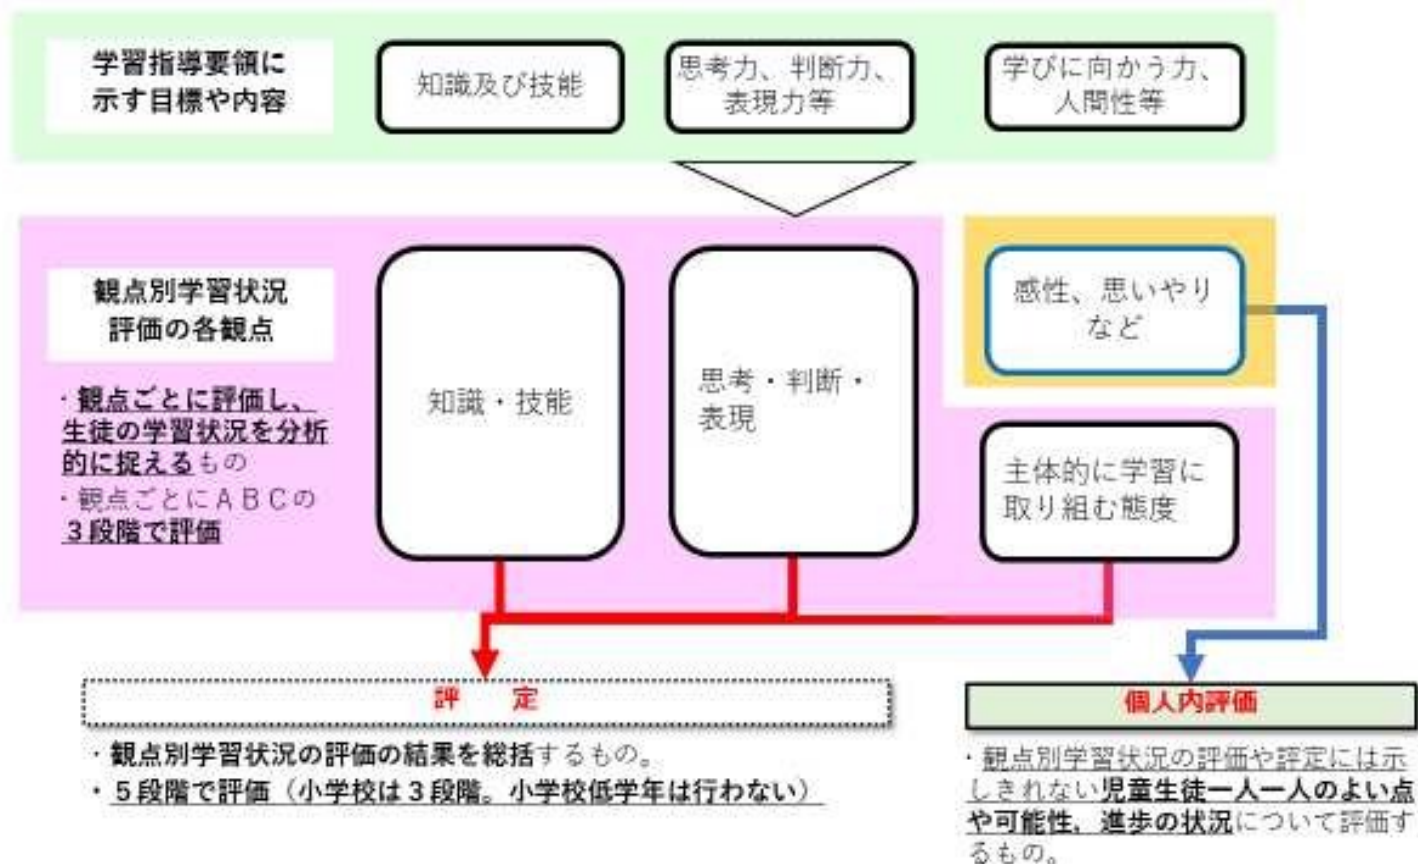 学習指導要領に
示す目標や内容
知識及び技能
思考力、判断力、
表現力等
学びに向かう力、
人間性等
観点別学習状況
評価の各観点
・観点ごとに評価し、
生徒の学習状況を分析
的に捉えるもの
・観点ごとにＡＢＣの
３段階で評価
知識・技能
思考・判断・
表現
感性、思いやり
など
主体的に学習に
取り組む態度
評　定
・観点別学習状況の評価の結果を総括するもの。
・５段階で評価（小学校は３段階。小学校低学年は行わない）
個人内評価
・観点別学習状況の評価や評定には示
しきれない児童生徒一人一人のよい点
や可能性、進歩の状況について評価す
るもの。